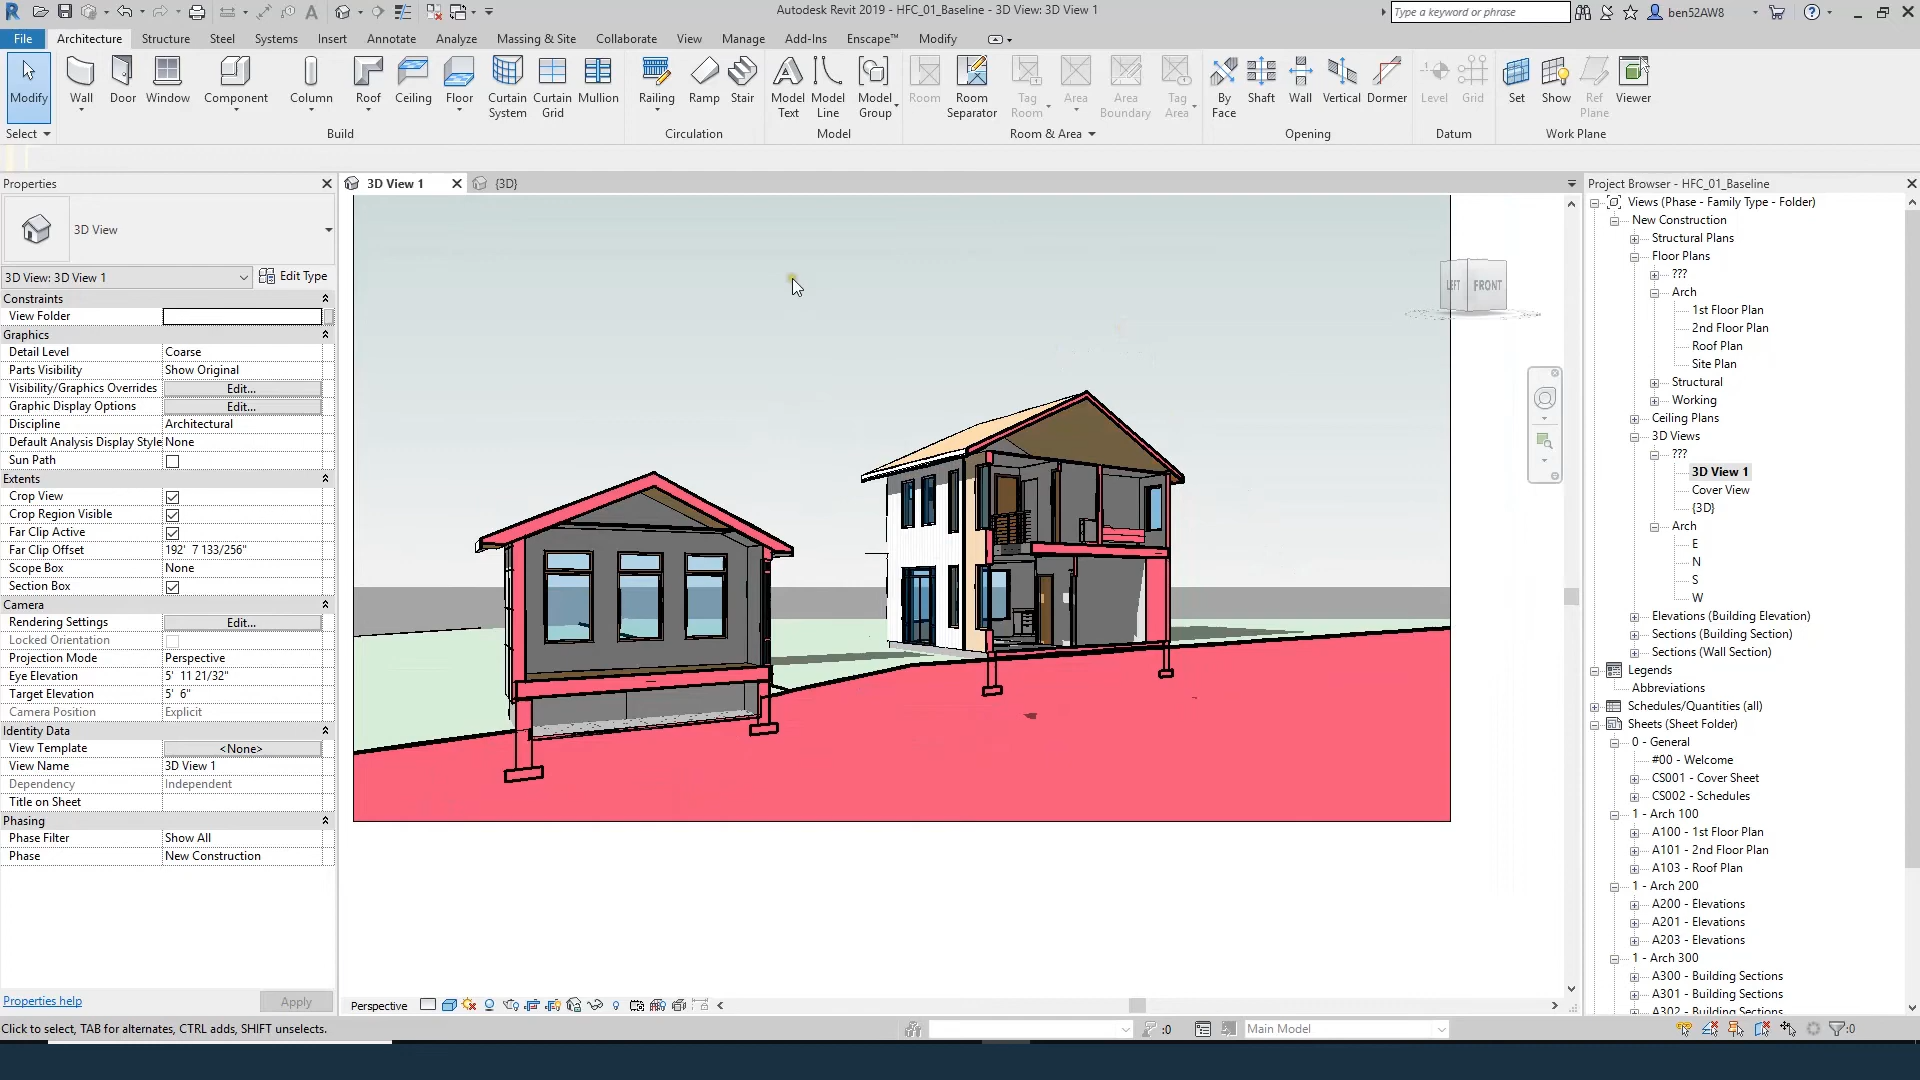 Autodesk Revit 2019 - HFC_01_Baseline - 3D View: 3D View 1
Type a keyword or phrase
ben52AW8
File Architecture Structure Steel Systems Insert Annotate Analyze Massing & Site Collaborate View Manage Add-Ins Enscape™ Modify
Modify Wall Door Window Component Column Roof Ceiling Floor Curtain System Curtain Grid Mullion Railing Ramp Stair Model Text Model Line Model Group Room Room Separator Tag Room Area Area Boundary Tag Area By Face Shaft Wall Vertical Dormer Level Grid Set Show Ref Plane Viewer
Select Build Circulation Model Room & Area Opening Datum Work Plane
Properties
3D View
3D View: 3D View 1 Edit Type
Constraints
View Folder
Graphics
Detail Level Coarse
Parts Visibility Show Original
Visibility/Graphics Overrides Edit...
Graphic Display Options Edit...
Discipline Architectural
Default Analysis Display Style None
Sun Path
Extents
Crop View
Crop Region Visible
Far Clip Active
Far Clip Offset 192' 7 133/256"
Scope Box None
Section Box
Camera
Rendering Settings Edit...
Locked Orientation
Projection Mode Perspective
Eye Elevation 5' 11 21/32"
Target Elevation 5' 6"
Camera Position Explicit
Identity Data
View Template <None>
View Name 3D View 1
Dependency Independent
Title on Sheet
Phasing
Phase Filter Show All
Phase New Construction
Properties help Apply
3D View 1 {3D}
LEFT FRONT
Perspective
Project Browser - HFC_01_Baseline
Views (Phase - Family Type - Folder)
New Construction
Structural Plans
Floor Plans
???
Arch
1st Floor Plan
2nd Floor Plan
Roof Plan
Site Plan
Structural
Working
Ceiling Plans
3D Views
???
3D View 1
Cover View
{3D}
Arch
E
N
S
W
Elevations (Building Elevation)
Sections (Building Section)
Sections (Wall Section)
Legends
Abbreviations
Schedules/Quantities (all)
Sheets (Sheet Folder)
0 - General
#00 - Welcome
CS001 - Cover Sheet
CS002 - Schedules
1 - Arch 100
A100 - 1st Floor Plan
A101 - 2nd Floor Plan
A103 - Roof Plan
1 - Arch 200
A200 - Elevations
A201 - Elevations
A203 - Elevations
1 - Arch 300
A300 - Building Sections
A301 - Building Sections
A302 - Building Sections
Click to select, TAB for alternates, CTRL adds, SHIFT unselects.
:0
Main Model
:0